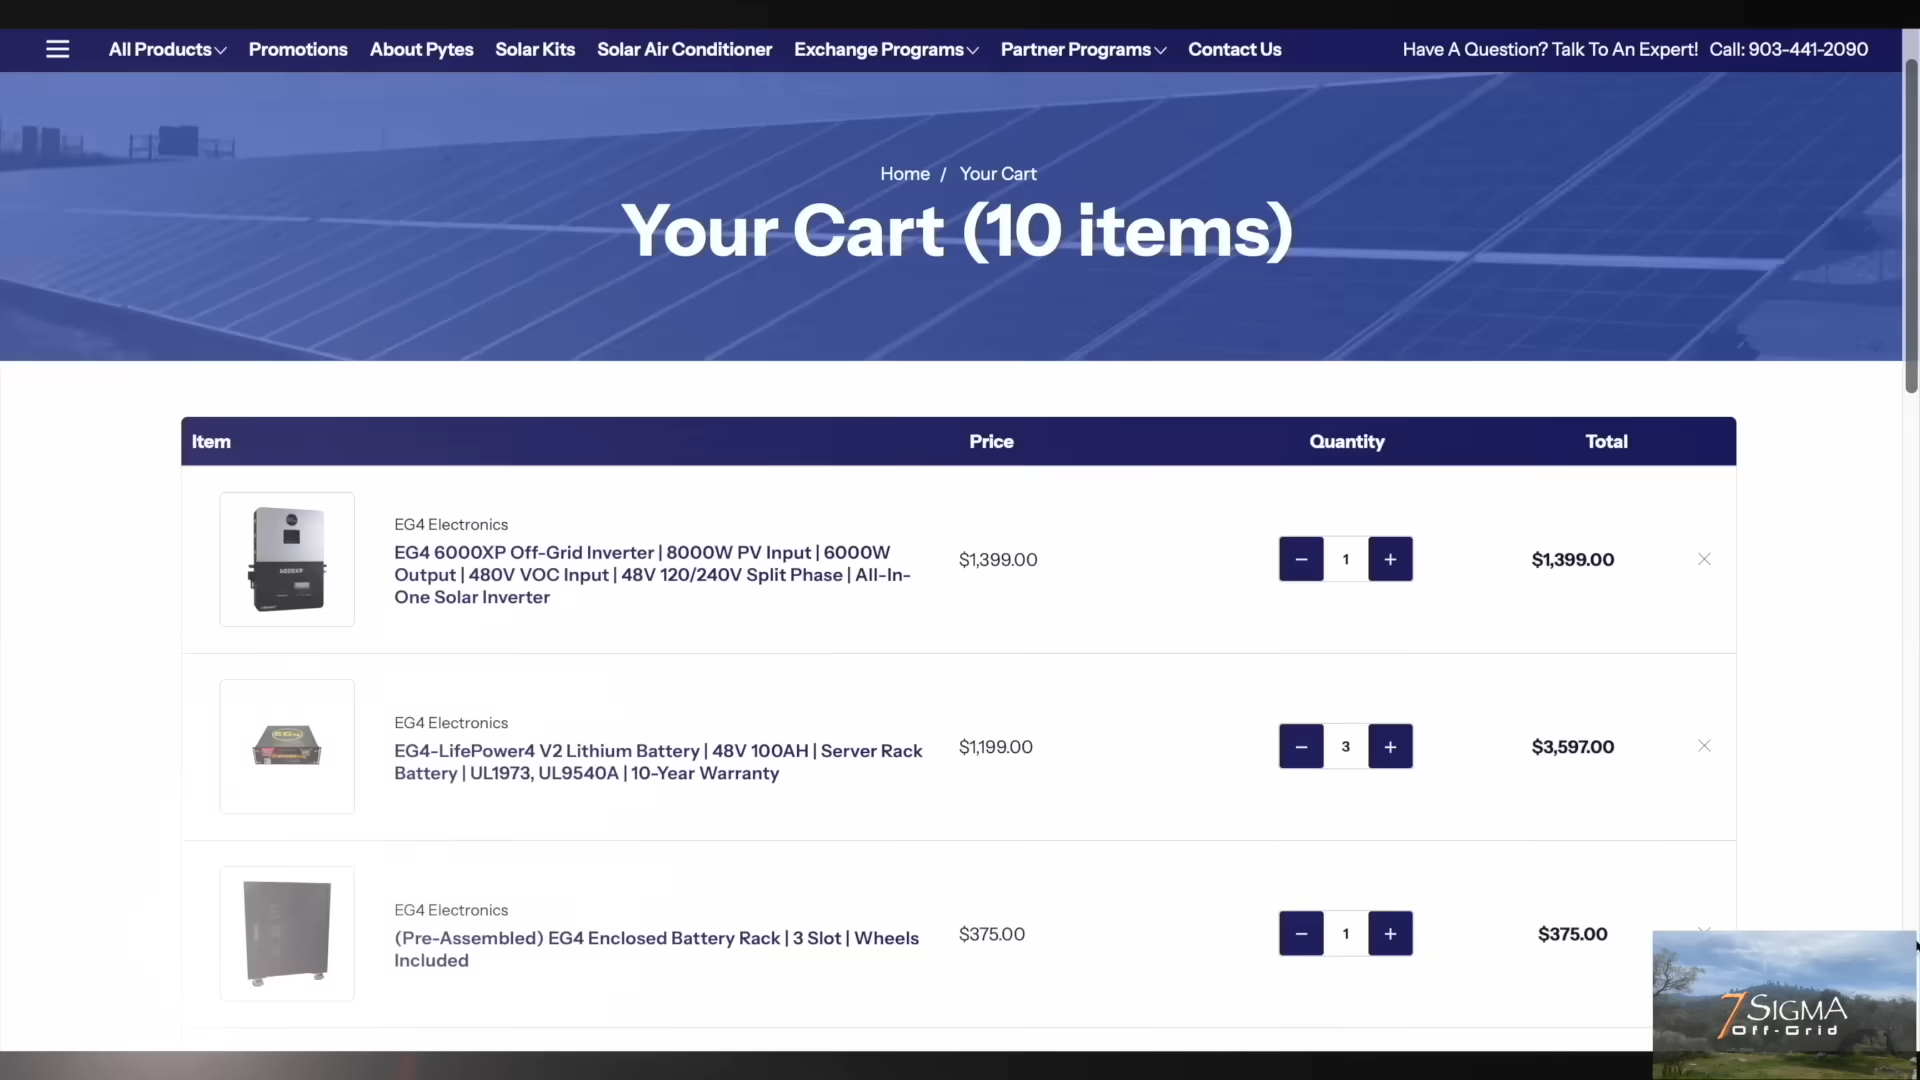 All Products Promotions About Pytes Solar Kits Solar Air Conditioner Exchange Programs Partner Programs Contact Us Have A Question? Talk To An Expert! Call: 903-441-2090
Home / Your Cart
Your Cart (10 items)
Item Price Quantity Total
EG4 Electronics
EG4 6000XP Off-Grid Inverter | 8000W PV Input | 6000W
Output | 480V VOC Input | 48V 120/240V Split Phase | All-In-
One Solar Inverter
$1,399.00 − 1 + $1,399.00
EG4 Electronics
EG4-LifePower4 V2 Lithium Battery | 48V 100AH | Server Rack
Battery | UL1973, UL9540A | 10-Year Warranty
$1,199.00 − 3 + $3,597.00
EG4
EG4 Electronics
(Pre-Assembled) EG4 Enclosed Battery Rack | 3 Slot | Wheels
Included
$375.00 − 1 + $375.00
7 SIGMA
Off-Grid